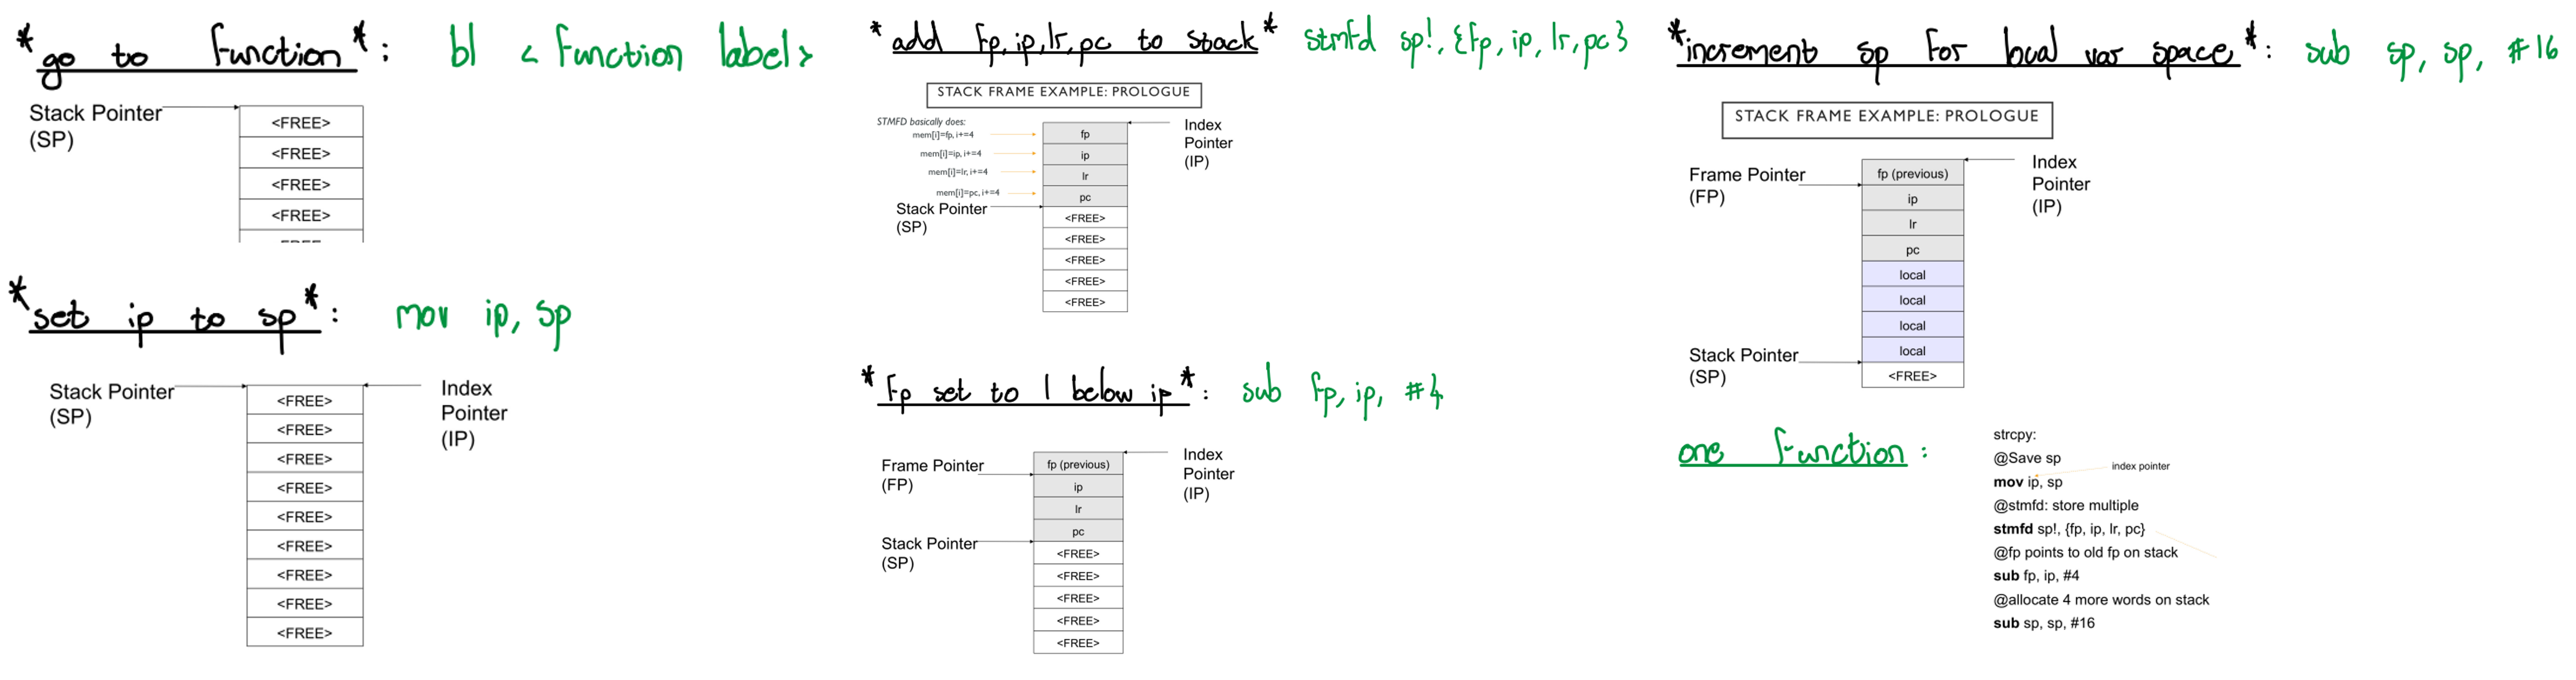 *go to function*: bl <function label>
Stack Pointer
(SP)
<FREE>
<FREE>
<FREE>
<FREE>
*set ip to sp*: mov ip, sp
Stack Pointer
(SP)
Index
Pointer
(IP)
<FREE>
<FREE>
<FREE>
<FREE>
<FREE>
<FREE>
<FREE>
<FREE>
<FREE>
*add fp,ip,lr,pc to stack* stmfd sp!, {fp, ip, lr, pc}
STACK FRAME EXAMPLE: PROLOGUE
STMFD basically does:
mem[i]=fp, i+=4
mem[i]=ip, i+=4
mem[i]=lr, i+=4
mem[i]=pc, i+=4
Stack Pointer
(SP)
Index
Pointer
(IP)
fp
ip
lr
pc
<FREE>
<FREE>
<FREE>
<FREE>
<FREE>
*fp set to 1 below ip*: sub fp, ip, #4
Frame Pointer
(FP)
Stack Pointer
(SP)
Index
Pointer
(IP)
fp (previous)
ip
lr
pc
<FREE>
<FREE>
<FREE>
<FREE>
<FREE>
*increment sp for local var space*: sub sp, sp, #16
STACK FRAME EXAMPLE: PROLOGUE
Frame Pointer
(FP)
Stack Pointer
(SP)
Index
Pointer
(IP)
fp (previous)
ip
lr
pc
local
local
local
local
<FREE>
one function:
strcpy:
@Save sp
index pointer
mov ip, sp
@stmfd: store multiple
stmfd sp!, {fp, ip, lr, pc}
@fp points to old fp on stack
sub fp, ip, #4
@allocate 4 more words on stack
sub sp, sp, #16